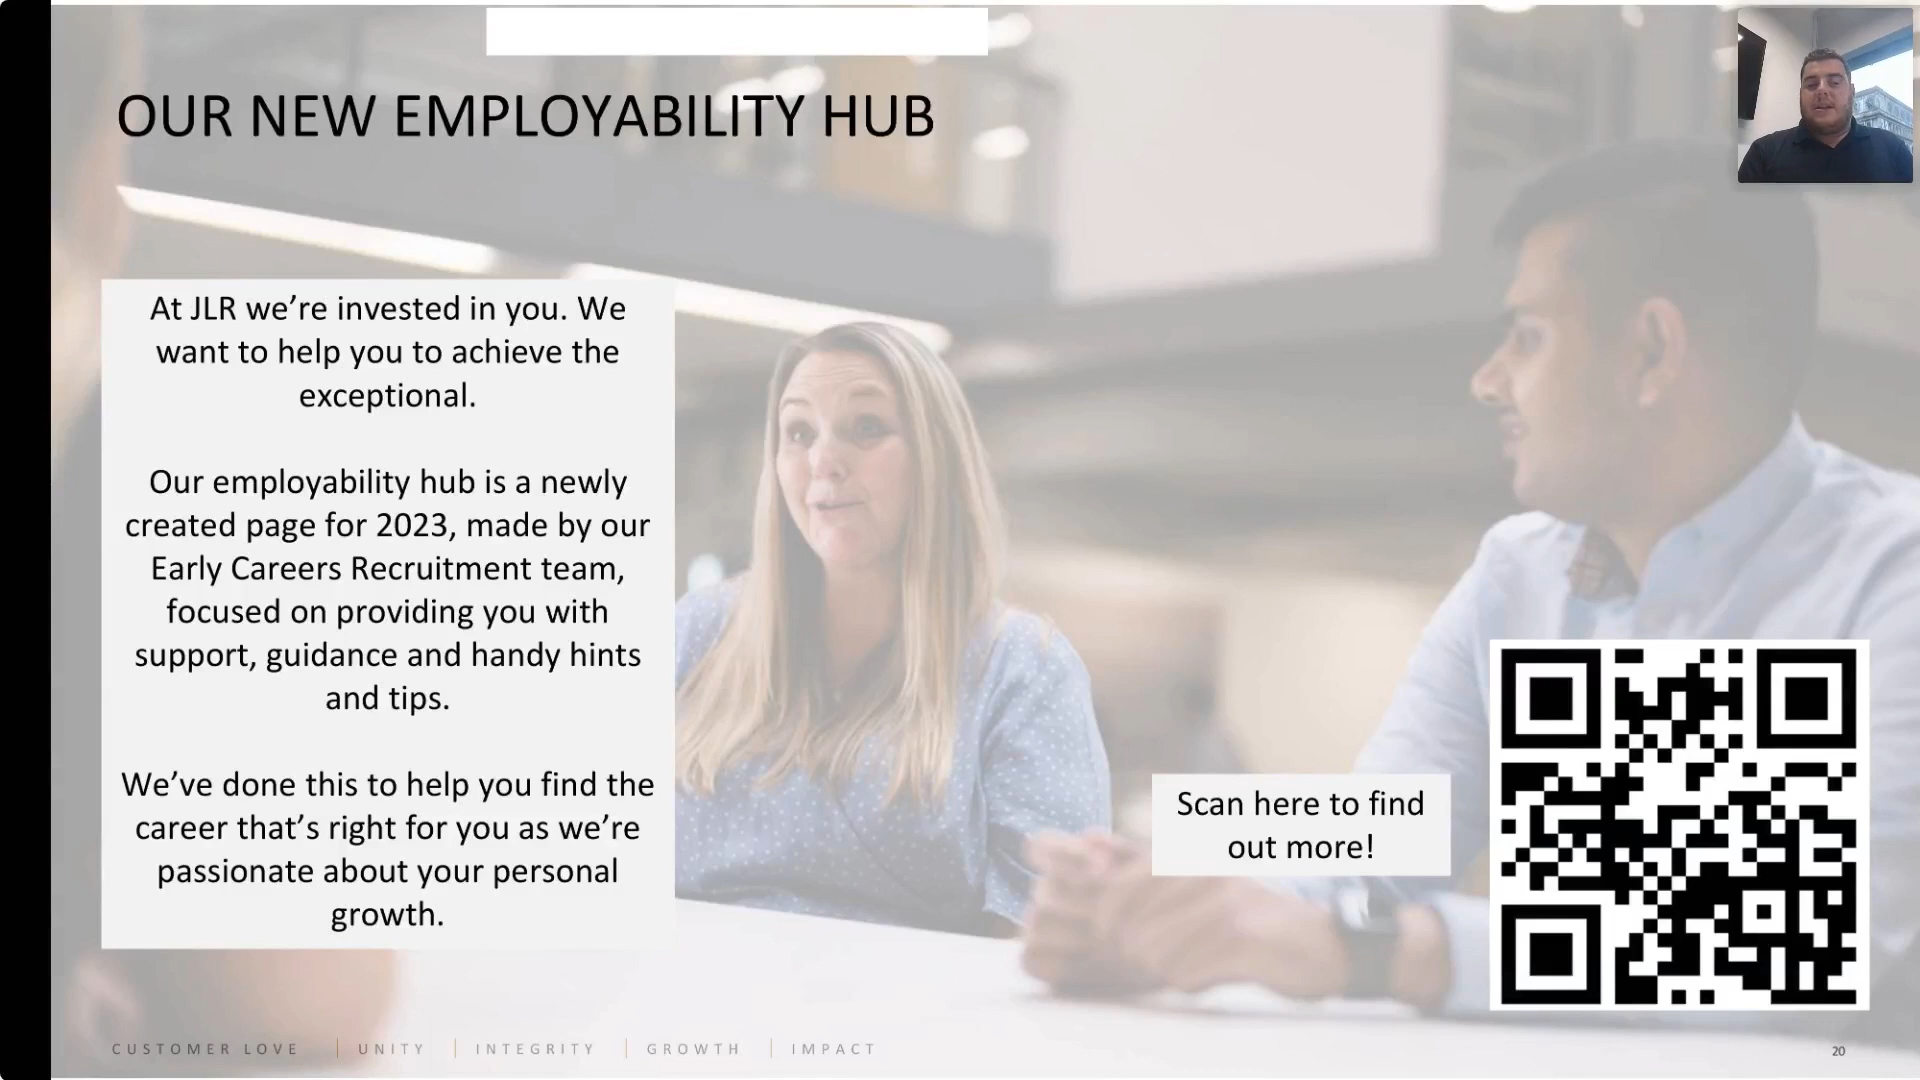 OUR NEW EMPLOYABILITY HUB
At JLR we’re invested in you. We
want to help you to achieve the
exceptional.
Our employability hub is a newly
created page for 2023, made by our
Early Careers Recruitment team,
focused on providing you with
support, guidance and handy hints
and tips.
We’ve done this to help you find the
career that’s right for you as we’re
passionate about your personal
growth.
Scan here to find
out more!
CUSTOMER LOVE | UNITY | INTEGRITY | GROWTH | IMPACT
20